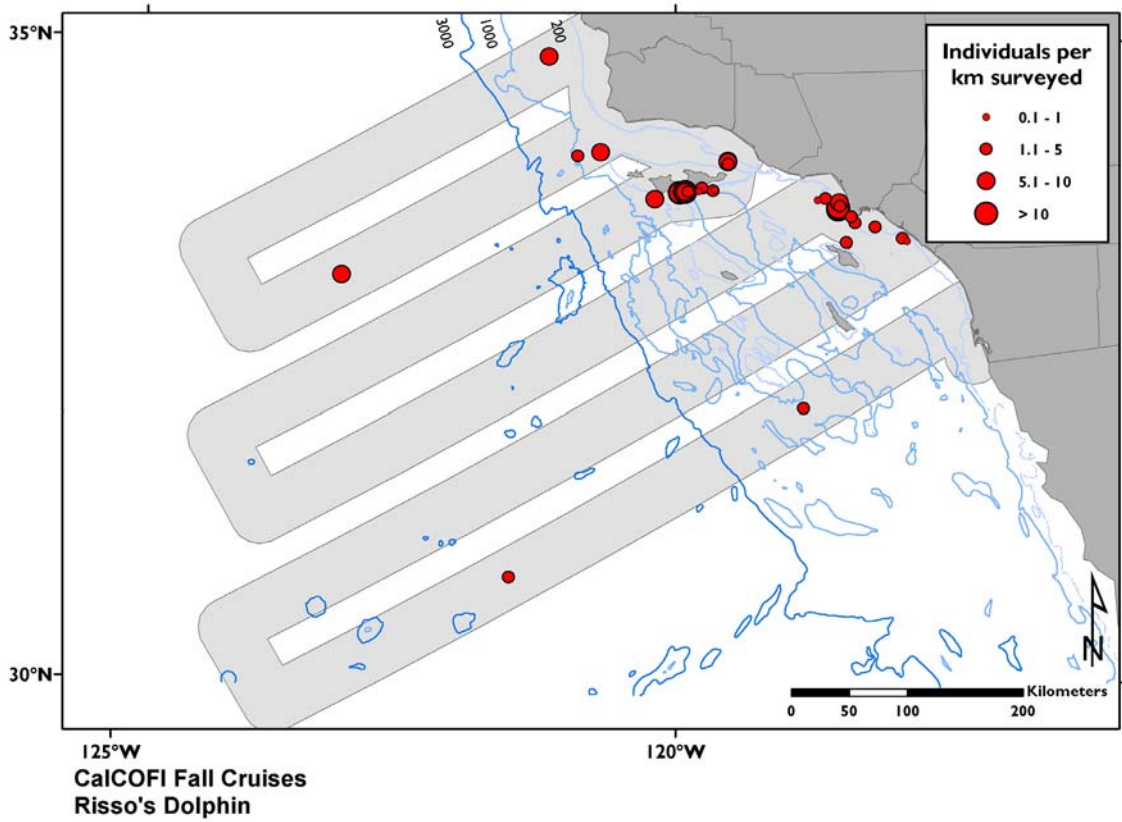 35°N
3000
1000
200
Individuals per
km surveyed
0.1 - 1
1.1 - 5
5.1 - 10
> 10
30°N
N
Kilometers
0 50 100 200
125°W 120°W
CalCOFI Fall Cruises
Risso's Dolphin